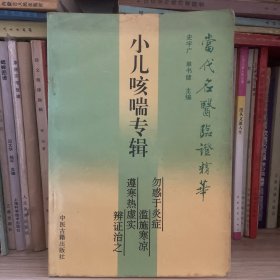 當代名醫臨證精華
史宇广 单书健 主编
小儿咳喘专辑
勿惑于炎症
滥施寒凉
遵寒热虚实
辨证治之
中医古籍出版社